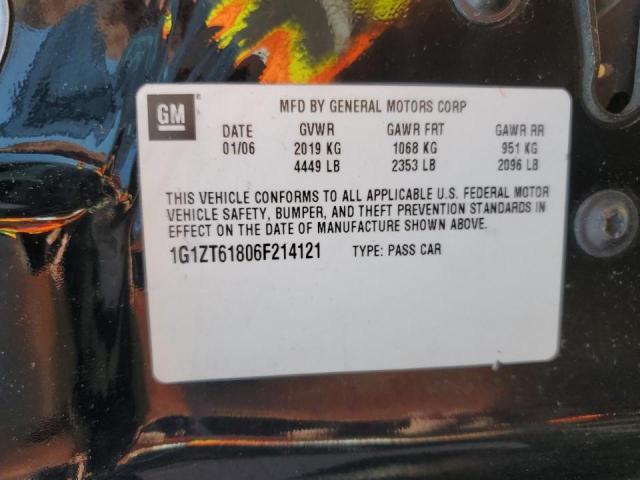 GM
MFD BY GENERAL MOTORS CORP
DATE GVWR GAWR FRT GAWR RR
01/06 2019 KG 1068 KG 951 KG
4449 LB 2353 LB 2096 LB
THIS VEHICLE CONFORMS TO ALL APPLICABLE U.S. FEDERAL MOTOR
VEHICLE SAFETY, BUMPER, AND THEFT PREVENTION STANDARDS IN
EFFECT ON THE DATE OF MANUFACTURE SHOWN ABOVE.
1G1ZT61806F214121 TYPE: PASS CAR